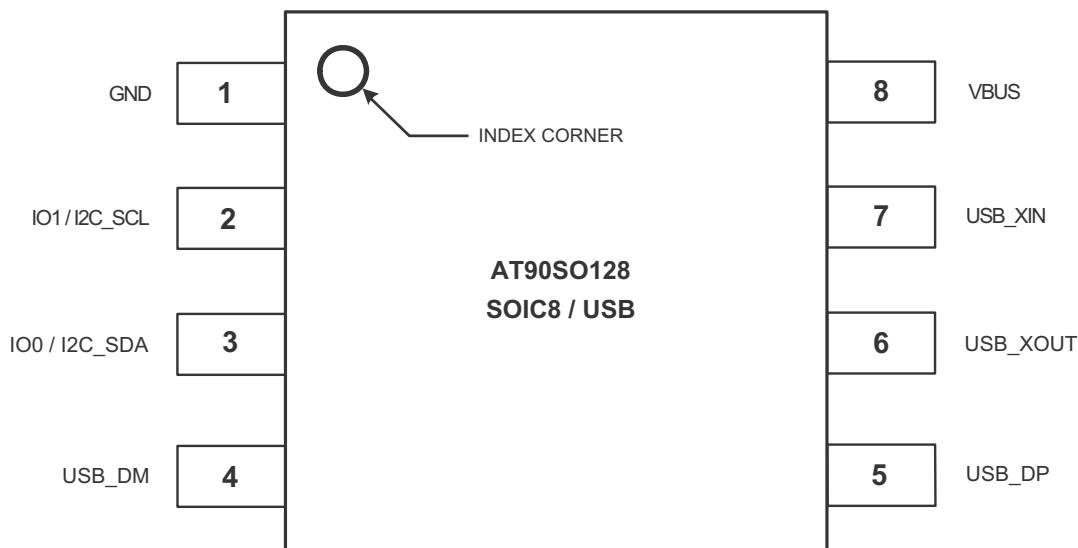 GND 1 8 VBUS
INDEX CORNER
IO1 / I2C_SCL 2 7 USB_XIN
AT90SO128
SOIC8 / USB
IO0 / I2C_SDA 3 6 USB_XOUT
USB_DM 4 5 USB_DP